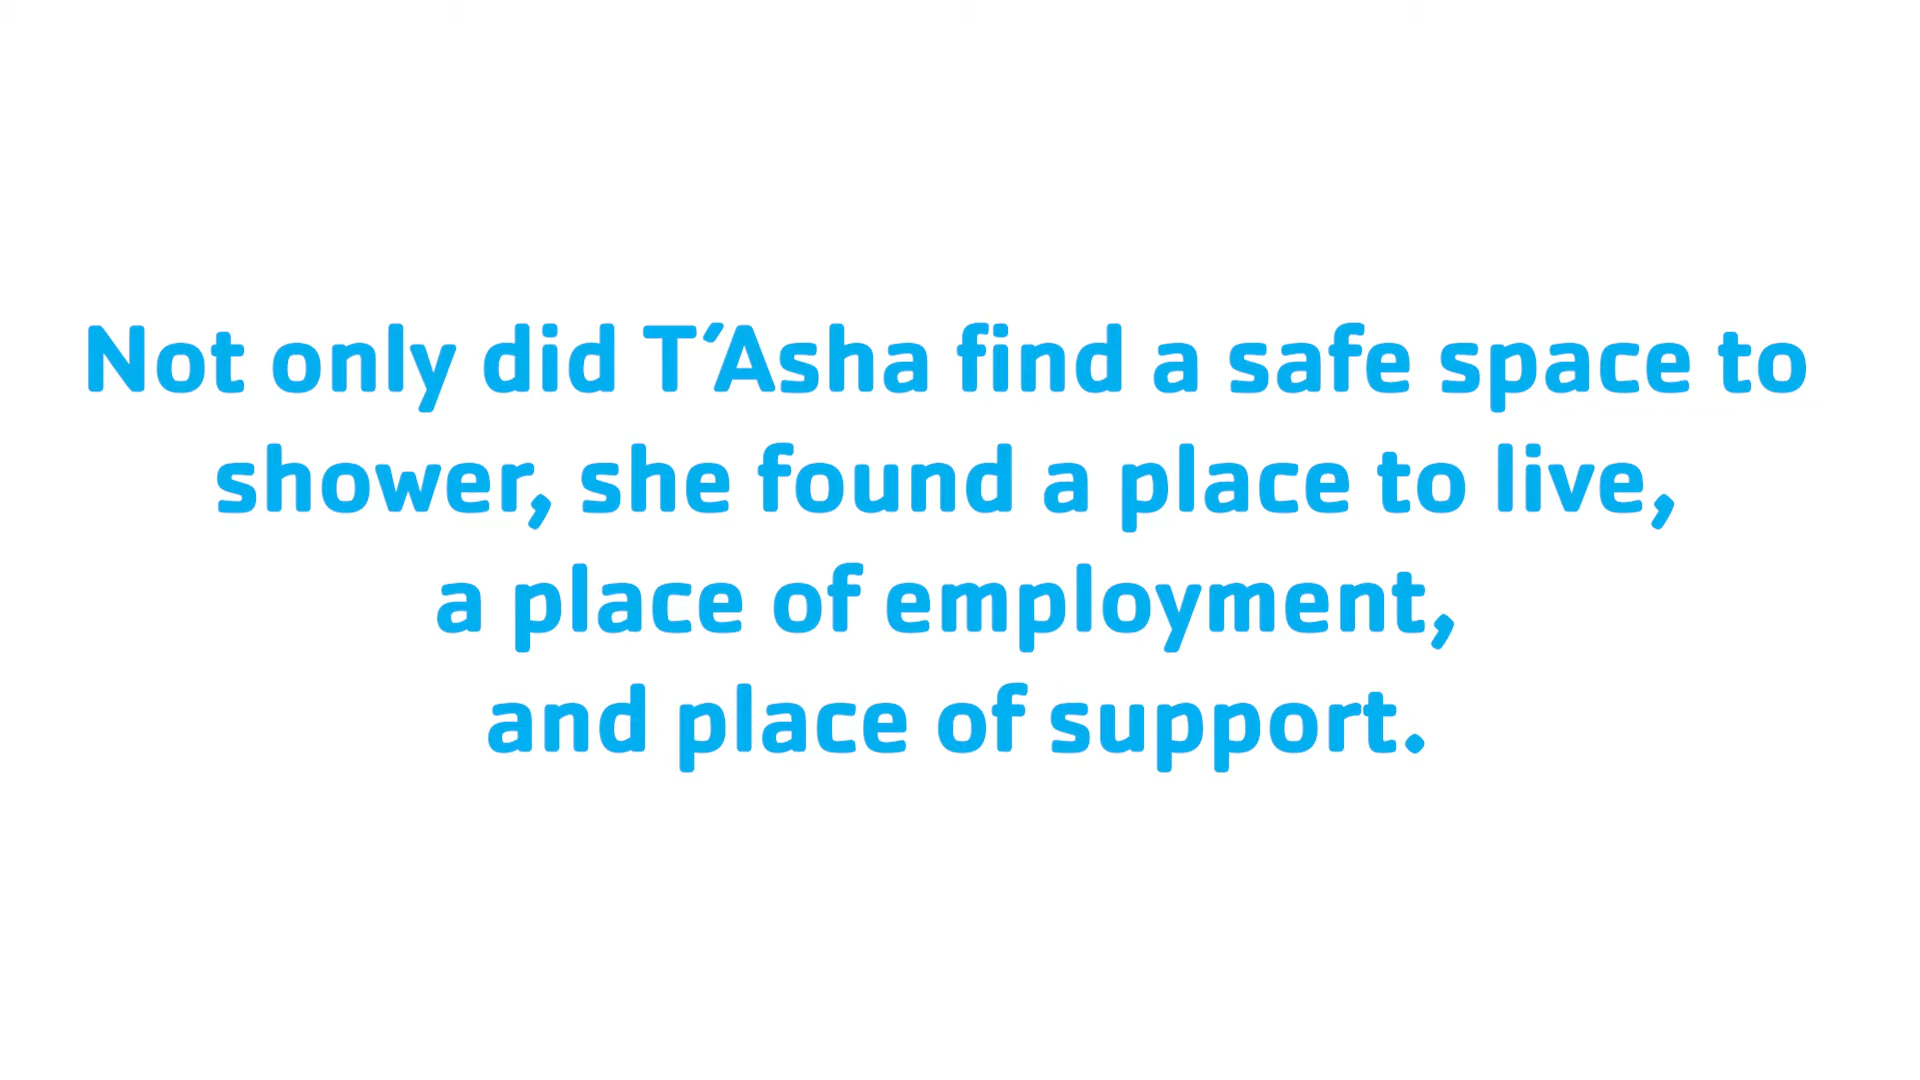 Not only did T´Asha find a safe space to
shower, she found a place to live,
a place of employment,
and place of support.